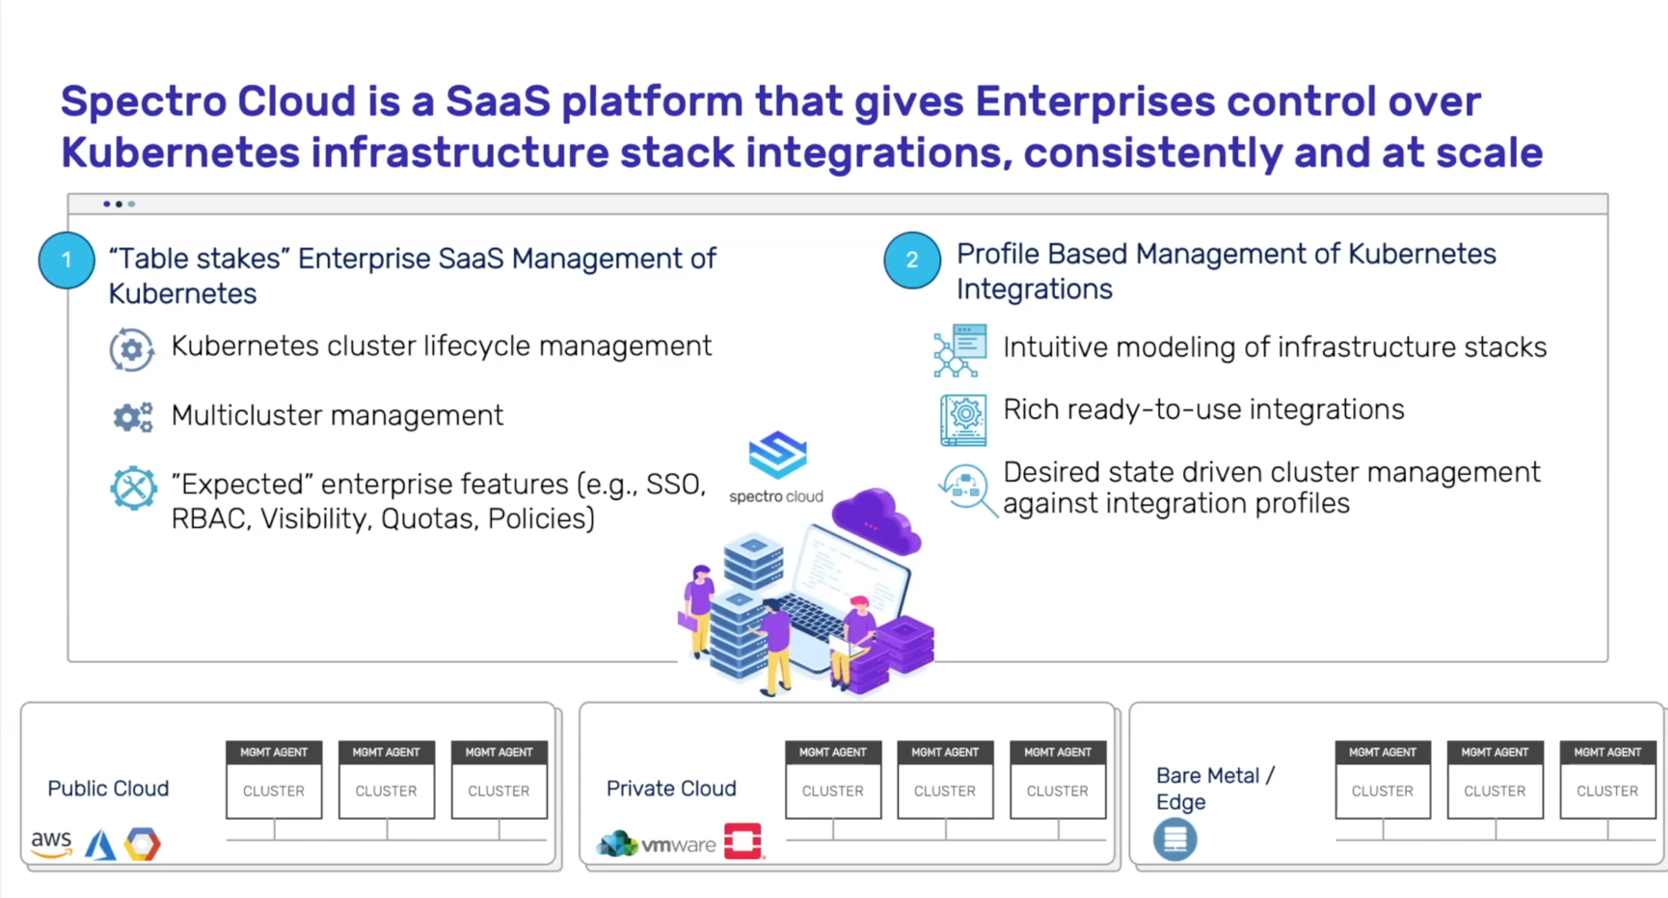 Spectro Cloud is a SaaS platform that gives Enterprises control over
Kubernetes infrastructure stack integrations, consistently and at scale
1
“Table stakes” Enterprise SaaS Management of
Kubernetes
Kubernetes cluster lifecycle management
Multicluster management
”Expected” enterprise features (e.g., SSO,
RBAC, Visibility, Quotas, Policies)
spectro cloud
2
Profile Based Management of Kubernetes
Integrations
Intuitive modeling of infrastructure stacks
Rich ready-to-use integrations
Desired state driven cluster management
against integration profiles
Public Cloud
aws
MGMT AGENT
CLUSTER
MGMT AGENT
CLUSTER
MGMT AGENT
CLUSTER
Private Cloud
vmware
MGMT AGENT
CLUSTER
MGMT AGENT
CLUSTER
MGMT AGENT
CLUSTER
Bare Metal /
Edge
MGMT AGENT
CLUSTER
MGMT AGENT
CLUSTER
MGMT AGENT
CLUSTER